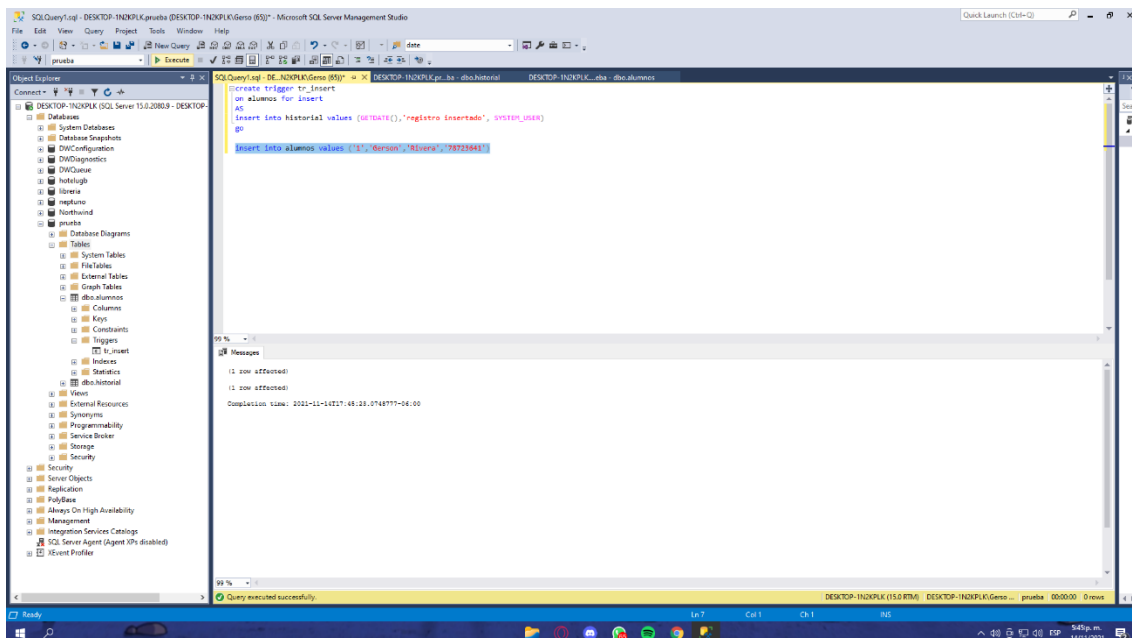 SQLQuery1.sql - DESKTOP-1N2KPLK.prueba (DESKTOP-1N2KPLK\Gerso (65))* - Microsoft SQL Server Management Studio
Quick Launch (Ctrl+Q)
File Edit View Query Project Tools Window Help
New Query
date
prueba
Execute
Object Explorer
SQLQuery1.sql - DE...N2KPLK\Gerso (65))*
DESKTOP-1N2KPLK.pr...ba - dbo.historial
DESKTOP-1N2KPLK....eba - dbo.alumnos
Connect
DESKTOP-1N2KPLK (SQL Server 15.0.2080.9 - DESKTOP-
Databases
System Databases
Database Snapshots
DWConfiguration
DWDiagnostics
DWQueue
hotelugb
libreria
neptuno
Northwind
prueba
Database Diagrams
Tables
System Tables
FileTables
External Tables
Graph Tables
dbo.alumnos
Columns
Keys
Constraints
Triggers
tr_insert
Indexes
Statistics
dbo.historial
Views
External Resources
Synonyms
Programmability
Service Broker
Storage
Security
Security
Server Objects
Replication
PolyBase
Always On High Availability
Management
Integration Services Catalogs
SQL Server Agent (Agent XPs disabled)
XEvent Profiler
create trigger tr_insert
on alumnos for insert
AS
insert into historial values (GETDATE(),'registro insertado', SYSTEM_USER)
go
insert into alumnos values ('1','Gerson','Rivera','78723641')
99 %
Messages
(1 row affected)
(1 row affected)
Completion time: 2021-11-14T17:45:23.0748777-06:00
99 %
Query executed successfully.
DESKTOP-1N2KPLK (15.0 RTM)
DESKTOP-1N2KPLK\Gerso ...
prueba
00:00:00
0 rows
Ready
Ln 7
Col 1
Ch 1
INS
ESP
5:45 p. m.
14/11/2021